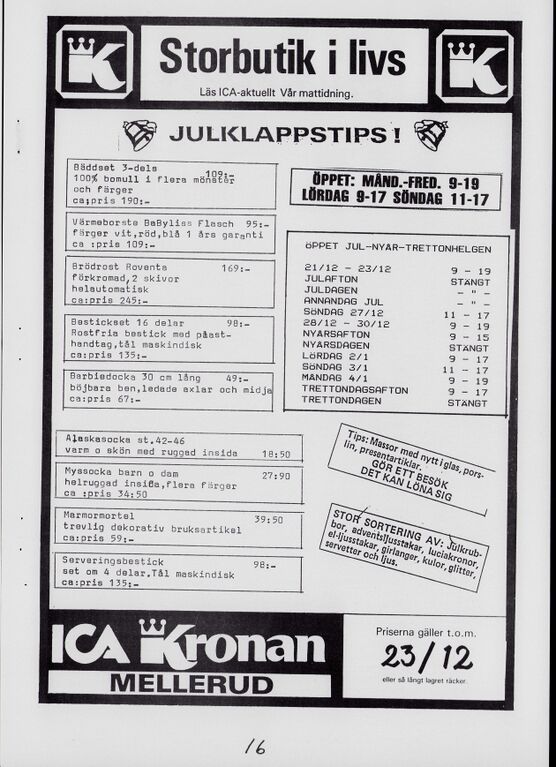 Storbutik i livs
Läs ICA-aktuellt Vår mattidning.
JULKLAPPSTIPS!
Bäddset 3-dels
100% bomull i flera mönster 109:-
och färger
ca;pris 190:-
Värmeborste BaByliss Flasch 95:-
färger vit,röd,blå 1 års garanti
ca :pris 109:-
Brödrost Roventa 169:-
förkromad,2 skivor
helautomatisk
ca:pris 245:-
Bestickset 16 delar 98:-
Rostfria bestick med påast-
handtag,tål maskindisk
ca:pris 135:-
Barbiedocka 30 cm lång 49:-
böjbara ben,ledade axlar och midja
ca:pris 67:-
Alaskasocka st.42-46
varm o skön med ruggad insida 18:50
Myssocka barn o dam 27:90
helruggad insida,flera färger
ca :pris 34:50
Marmormortel 39:50
trevlig dekorativ bruksartikel
ca:pris 59:-
Serveringsbestick 98:-
set om 4 delar.Tål maskindisk
ca:pris 135:-
ÖPPET: MÅND.-FRED. 9-19
LÖRDAG 9-17 SÖNDAG 11-17
ÖPPET JUL-NYÅR-TRETTONHELGEN
21/12 - 23/12 9 - 19
JULAFTON STÄNGT
JULDAGEN - " -
ANNANDAG JUL - " -
SÖNDAG 27/12 11 - 17
28/12 - 30/12 9 - 19
NYÅRSAFTON 9 - 15
NYÅRSDAGEN STÄNGT
LÖRDAG 2/1 9 - 17
SÖNDAG 3/1 11 - 17
MÅNDAG 4/1 9 - 19
TRETTONDAGSAFTON 9 - 17
TRETTONDAGEN STÄNGT
Tips: Massor med nytt i glas, pors-
lin, presentartiklar.
GÖR ETT BESÖK
DET KAN LÖNA SIG
STOR SORTERING AV: Julkrub-
bor, adventsljusstakar, luciakronor,
el-ljusstakar, girlanger, kulor, glitter,
servetter och ljus.
ICA Kronan
MELLERUD
Priserna gäller t.o.m.
23/12
eller så långt lagret räcker.
16